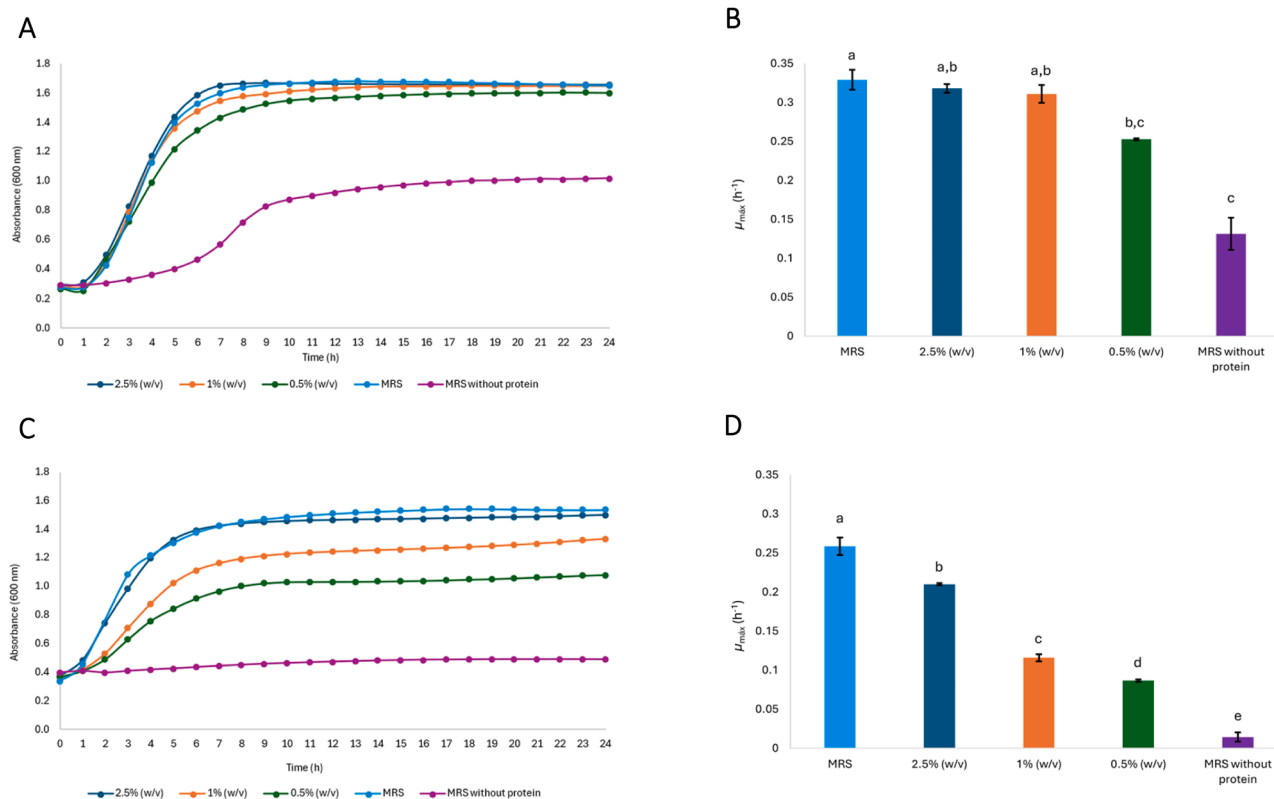 A
1.8
1.6
1.4
1.2
1.0
0.8
0.6
0.4
0.2
0.0
Absorbance (600 nm)
0 1 2 3 4 5 6 7 8 9 10 11 12 13 14 15 16 17 18 19 20 21 22 23 24
Time (h)
2.5% (w/v) 1% (w/v) 0.5% (w/v) MRS MRS without protein
B
0.35
0.3
0.25
0.2
0.15
0.1
0.05
0
μmáx (h-1)
a a,b a,b b,c c
MRS 2.5% (w/v) 1% (w/v) 0.5% (w/v) MRS without
protein
C
1.8
1.6
1.4
1.2
1.0
0.8
0.6
0.4
0.2
0.0
Absorbance (600 nm)
0 1 2 3 4 5 6 7 8 9 10 11 12 13 14 15 16 17 18 19 20 21 22 23 24
Time (h)
2.5% (w/v) 1% (w/v) 0.5% (w/v) MRS MRS without protein
D
0.35
0.3
0.25
0.2
0.15
0.1
0.05
0
μmáx (h-1)
a b c d e
MRS 2.5% (w/v) 1% (w/v) 0.5% (w/v) MRS without
protein